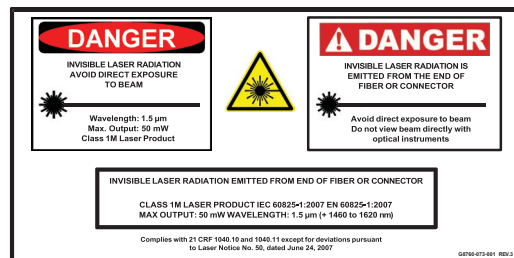 DANGER
INVISIBLE LASER RADIATION
AVOID DIRECT EXPOSURE
TO BEAM
Wavelength: 1.5 µm
Max. Output: 50 mW
Class 1M Laser Product
DANGER
INVISIBLE LASER RADIATION IS
EMITTED FROM THE END OF
FIBER OR CONNECTOR
Avoid direct exposure to beam
Do not view beam directly with
optical instruments
INVISIBLE LASER RADIATION EMITTED FROM END OF FIBER OR CONNECTOR
CLASS 1M LASER PRODUCT IEC 60825-1:2007 EN 60825-1:2007
MAX OUTPUT: 50 mW WAVELENGTH: 1.5 µm (+ 1460 to 1620 nm)
Complies with 21 CRF 1040.10 and 1040.11 except for deviations pursuant
to Laser Notice No. 50, dated June 24, 2007
G8760-073-001 REV.3